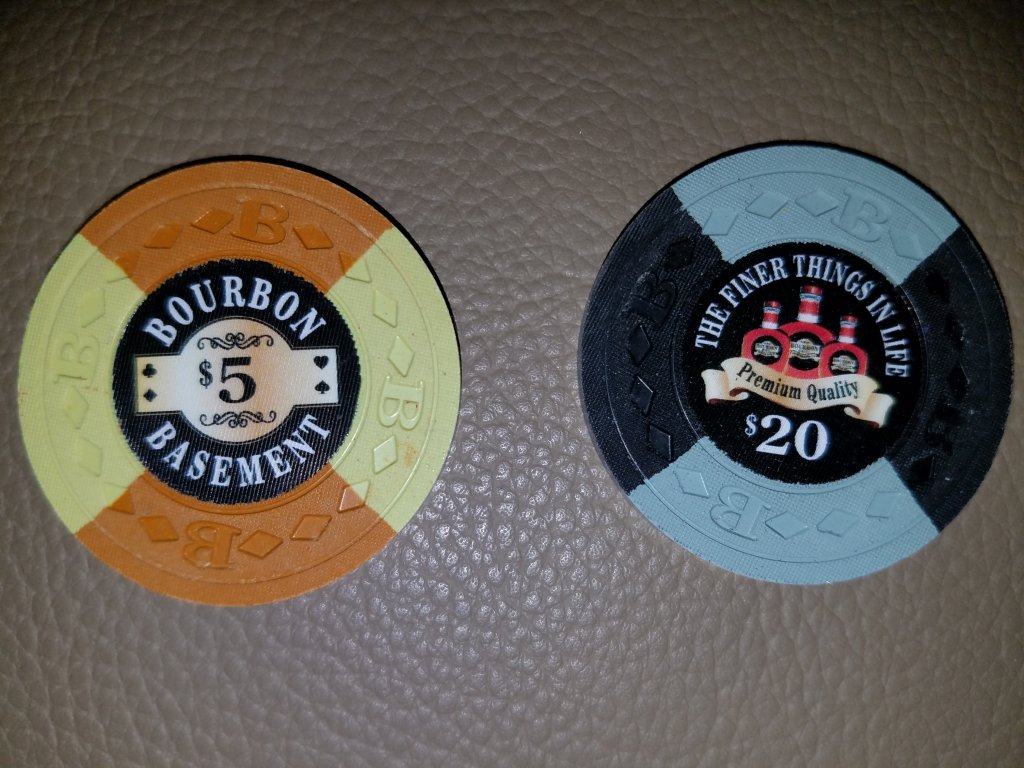 B
BOURBON
$5
BASEMENT
B
B
B
B
THE FINER THINGS IN LIFE
Premium Quality
$20
B
B
B